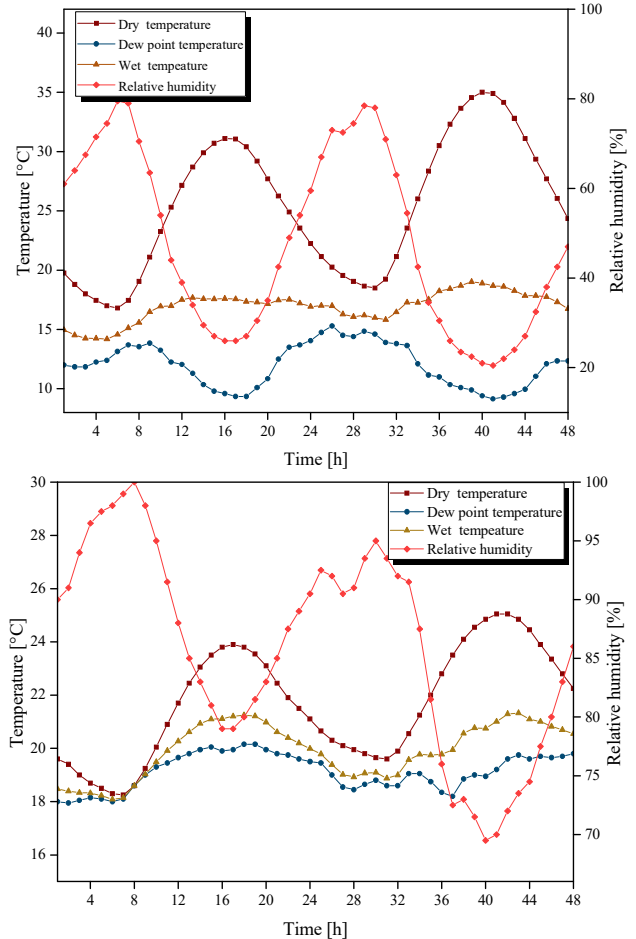 Dry  temperature
Dew point temperature
Wet  tempeature
Relative humidity
40
35
30
25
20
15
10
Temperature [°C]
100
80
60
40
20
Relative humidity [%]
4 8 12 16 20 24 28 32 36 40 44 48
Time [h]
Dry  temperature
Dew point temperature
Wet  tempeature
Relative humidity
30
28
26
24
22
20
18
16
Temperature [°C]
100
95
90
85
80
75
70
Relative humidity [%]
4 8 12 16 20 24 28 32 36 40 44 48
Time [h]